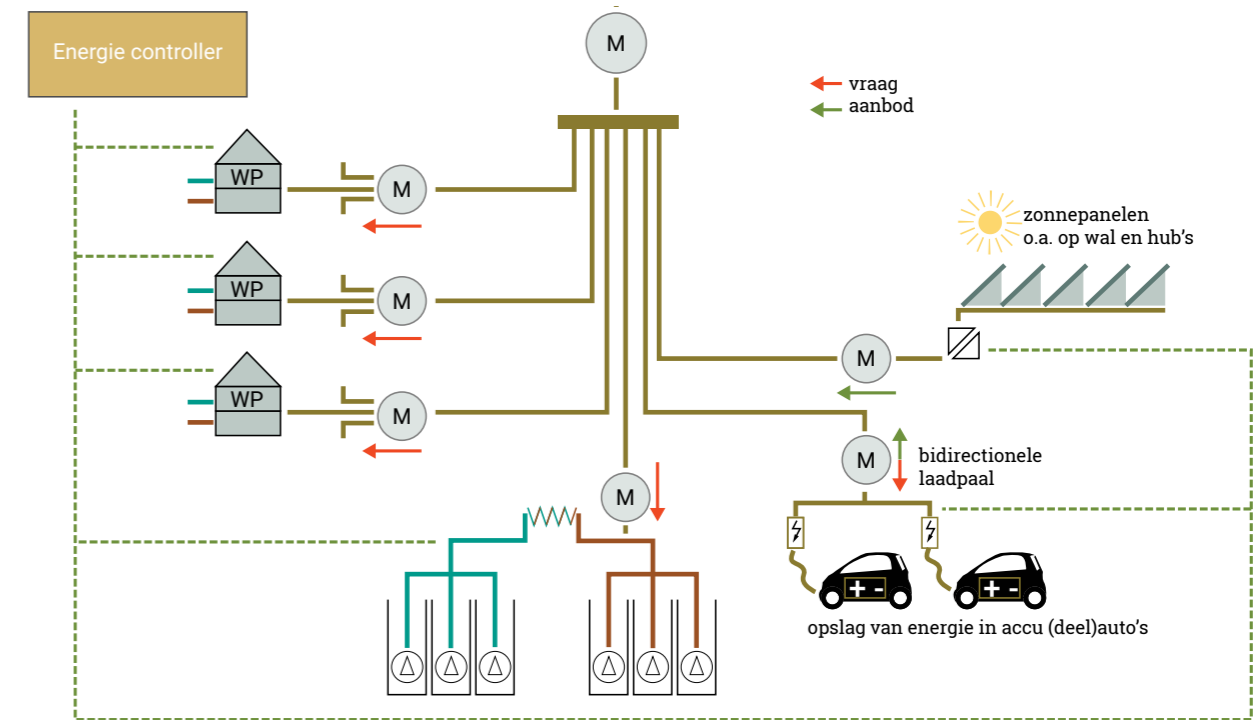 Energie controller
M
vraag
aanbod
WP
M
zonnepanelen
o.a. op wal en hub's
WP
M
M
WP
M
M
bidirectionele
laadpaal
M
+ -
+ -
opslag van energie in accu (deel)auto's